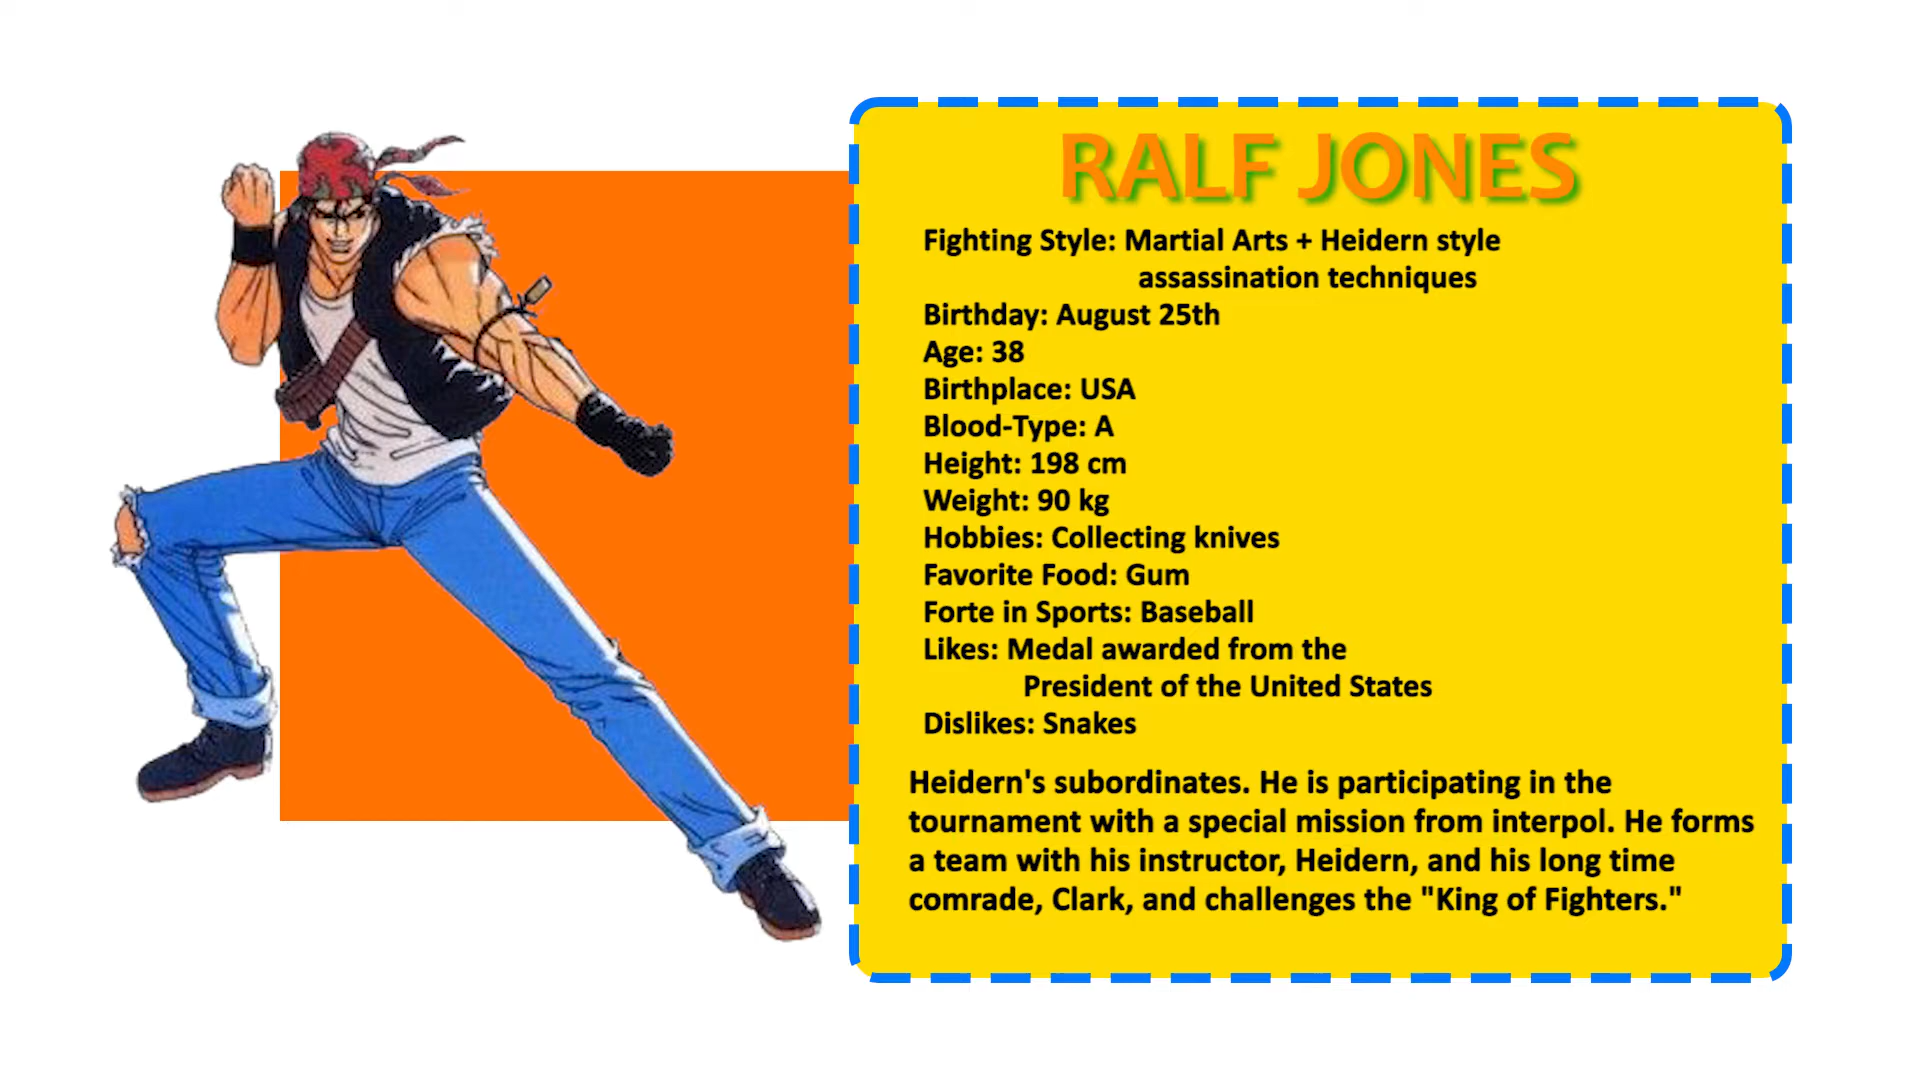 RALF JONES
Fighting Style: Martial Arts + Heidern style
assassination techniques
Birthday: August 25th
Age: 38
Birthplace: USA
Blood-Type: A
Height: 198 cm
Weight: 90 kg
Hobbies: Collecting knives
Favorite Food: Gum
Forte in Sports: Baseball
Likes: Medal awarded from the
President of the United States
Dislikes: Snakes
Heidern's subordinates. He is participating in the
tournament with a special mission from interpol. He forms
a team with his instructor, Heidern, and his long time
comrade, Clark, and challenges the "King of Fighters."